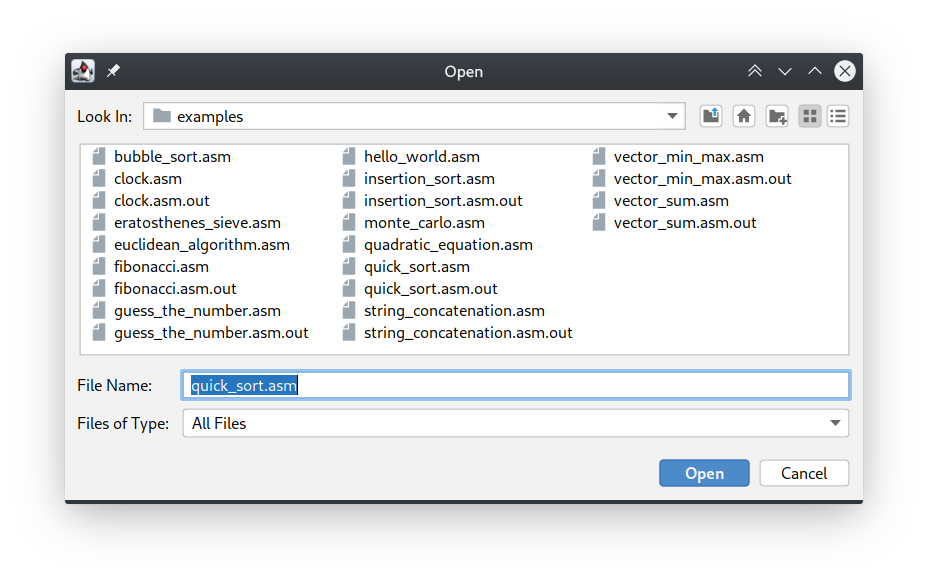 Open
Look In:
examples
bubble_sort.asm
clock.asm
clock.asm.out
eratosthenes_sieve.asm
euclidean_algorithm.asm
fibonacci.asm
fibonacci.asm.out
guess_the_number.asm
guess_the_number.asm.out
hello_world.asm
insertion_sort.asm
insertion_sort.asm.out
monte_carlo.asm
quadratic_equation.asm
quick_sort.asm
quick_sort.asm.out
string_concatenation.asm
string_concatenation.asm.out
vector_min_max.asm
vector_min_max.asm.out
vector_sum.asm
vector_sum.asm.out
File Name:
quick_sort.asm
Files of Type:
All Files
Open
Cancel